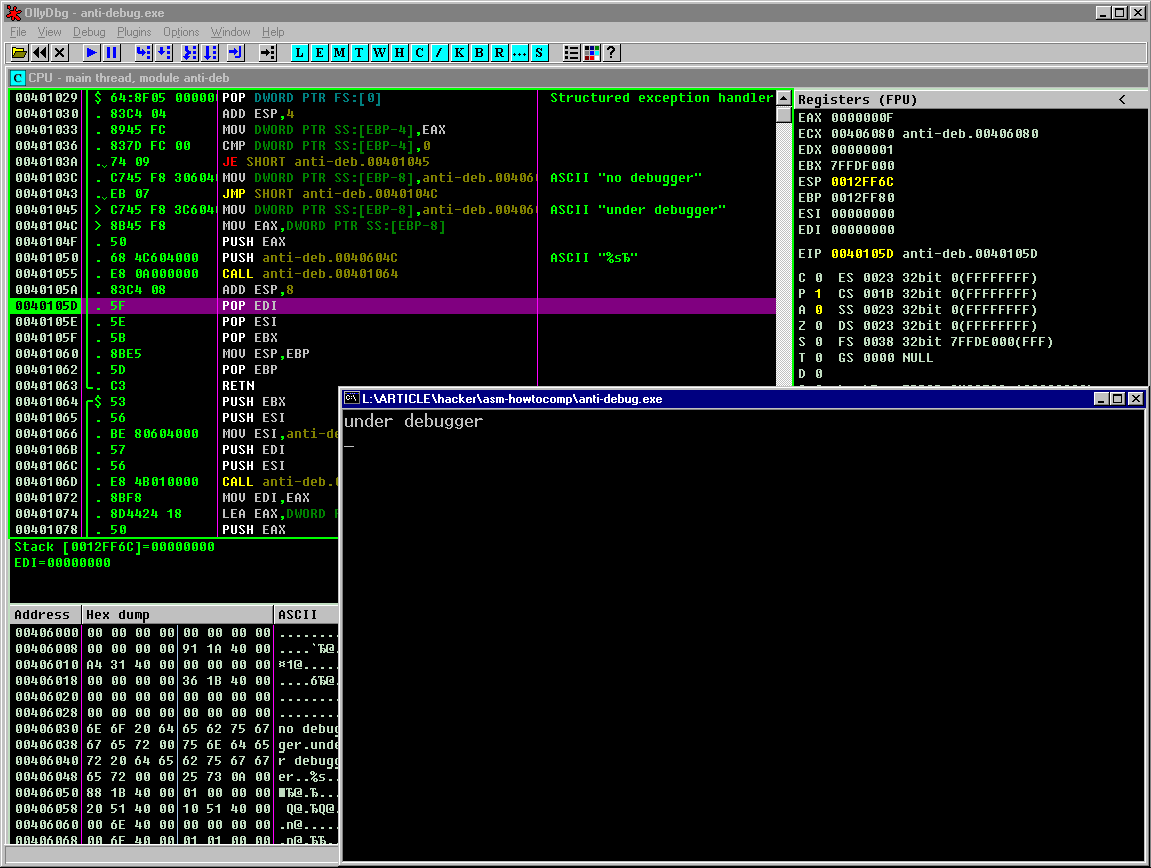 OllyDbg - anti-debug.exe
File View Debug Plugins Options Window Help
L E M T W H C / K B R ... S ?
C CPU - main thread, module anti-deb
00401029 $ 64:8F05 00000 POP DWORD PTR FS:[0] Structured exception handler
00401030 . 83C4 04 ADD ESP,4
00401033 . 8945 FC MOV DWORD PTR SS:[EBP-4],EAX
00401036 . 837D FC 00 CMP DWORD PTR SS:[EBP-4],0
0040103A . 74 09 JE SHORT anti-deb.00401045
0040103C . C745 F8 30604 MOV DWORD PTR SS:[EBP-8],anti-deb.00406 ASCII "no debugger"
00401043 . EB 07 JMP SHORT anti-deb.0040104C
00401045 > C745 F8 3C604 MOV DWORD PTR SS:[EBP-8],anti-deb.00406 ASCII "under debugger"
0040104C > 8B45 F8 MOV EAX,DWORD PTR SS:[EBP-8]
0040104F . 50 PUSH EAX
00401050 . 68 4C604000 PUSH anti-deb.0040604C ASCII "%sЂ"
00401055 . E8 0A000000 CALL anti-deb.00401064
0040105A . 83C4 08 ADD ESP,8
0040105D . 5F POP EDI
0040105E . 5E POP ESI
0040105F . 5B POP EBX
00401060 . 8BE5 MOV ESP,EBP
00401062 . 5D POP EBP
00401063 . C3 RETN
00401064 $ 53 PUSH EBX
00401065 . 56 PUSH ESI
00401066 . BE 80604000 MOV ESI,anti-de
0040106B . 57 PUSH EDI
0040106C . 56 PUSH ESI
0040106D . E8 4B010000 CALL anti-deb.
00401072 . 8BF8 MOV EDI,EAX
00401074 . 8D4424 18 LEA EAX,DWORD
00401078 . 50 PUSH EAX
Stack [0012FF6C]=00000000
EDI=00000000
Registers (FPU) <
EAX 0000000F
ECX 00406080 anti-deb.00406080
EDX 00000001
EBX 7FFDF000
ESP 0012FF6C
EBP 0012FF80
ESI 00000000
EDI 00000000
EIP 0040105D anti-deb.0040105D
C 0 ES 0023 32bit 0(FFFFFFFF)
P 1 CS 001B 32bit 0(FFFFFFFF)
A 0 SS 0023 32bit 0(FFFFFFFF)
Z 0 DS 0023 32bit 0(FFFFFFFF)
S 0 FS 0038 32bit 7FFDE000(FFF)
T 0 GS 0000 NULL
D 0
Address Hex dump ASCII
00406000 00 00 00 00 00 00 00 00 ........
00406008 00 00 00 00 91 1A 40 00 ....`Ђ@.
00406010 A4 31 40 00 00 00 00 00 ¤1@.....
00406018 00 00 00 00 36 1B 40 00 ....6Ђ@.
00406020 00 00 00 00 00 00 00 00 ........
00406028 00 00 00 00 00 00 00 00 ........
00406030 6E 6F 20 64 65 62 75 67 no debug
00406038 67 65 72 00 75 6E 64 65 ger.unde
00406040 72 20 64 65 62 75 67 67 r debugg
00406048 65 72 00 00 25 73 0A 00 er..%s..
00406050 88 1B 40 00 01 00 00 00 ■Ђ@.Ђ...
00406058 20 51 40 00 10 51 40 00 Q@.ЂQ@.
00406060 00 6E 40 00 00 00 00 00 .n@.....
00406068 00 6E 40 00 01 01 00 00 .n@.ЂЂ..
L:\ARTICLE\hacker\asm-howtocomp\anti-debug.exe
under debugger
_